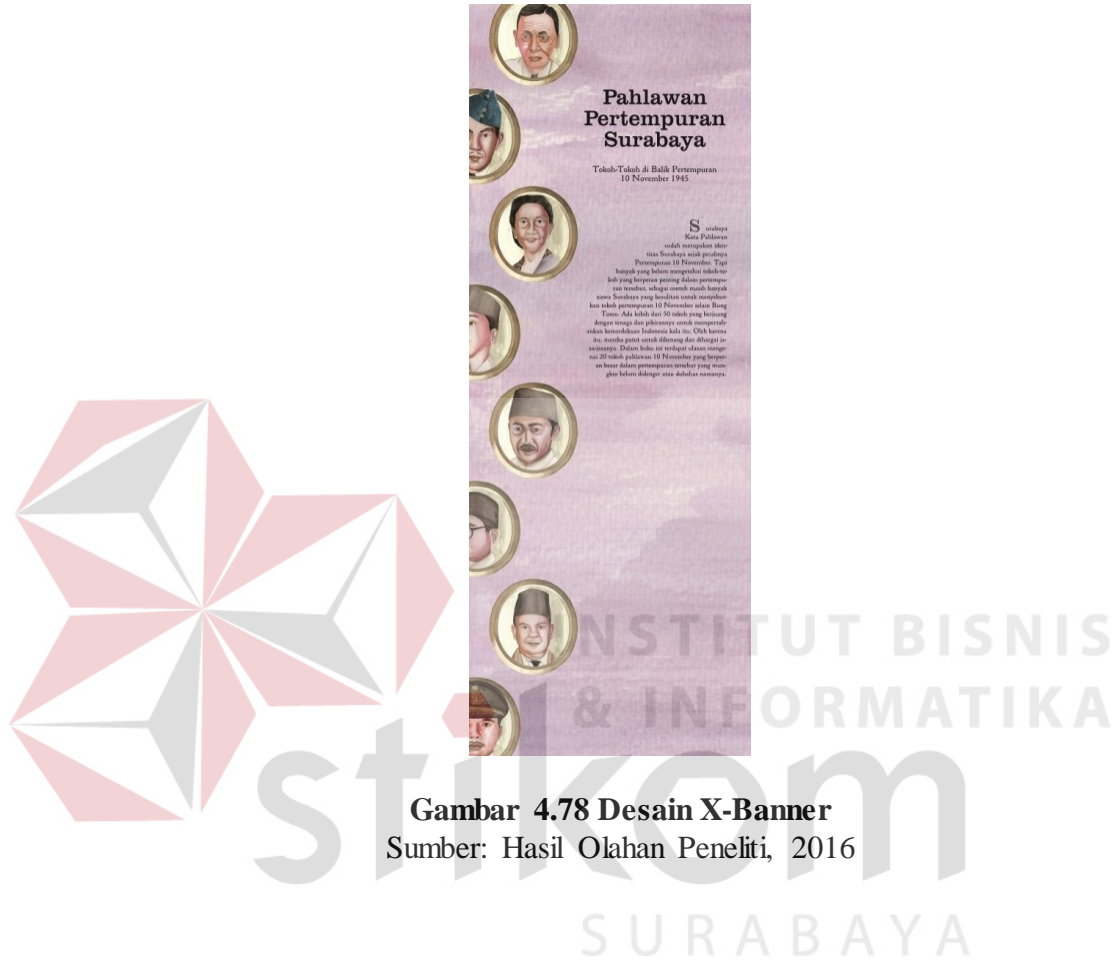 Pahlawan
Pertempuran
Surabaya
Tokoh-Tokoh di Balik Pertempuran
10 November 1945
Surabaya
Kota Pahlawan
sudah merupakan iden-
titas Surabaya sejak pecahnya
Pertempuran 10 November. Tapi
banyak yang belum mengetahui tokoh-to-
koh yang berperan penting dalam pertempu-
ran tersebut, sebagai contoh masih banyak
siswa Surabaya yang kesulitan untuk menyebut-
kan tokoh pertempuran 10 November selain Bung
Tomo. Ada lebih dari 50 tokoh yang berjuang
dengan tenaga dan pikirannya untuk mempertah-
ankan kemerdekaan Indonesia kala itu. Oleh karena
itu, mereka patut untuk dikenang dan dihargai ja-
sa-jasanya. Dalam buku ini terdapat ulasan menge-
nai 20 tokoh pahlawan 10 November yang berper-
an besar dalam pertempuran tersebut yang mun-
gkin belum didengar atau dubahas namanya.
INSTITUT BISNIS
& INFORMATIKA
stikom
SURABAYA
Gambar 4.78 Desain X-Banner
Sumber: Hasil Olahan Peneliti, 2016